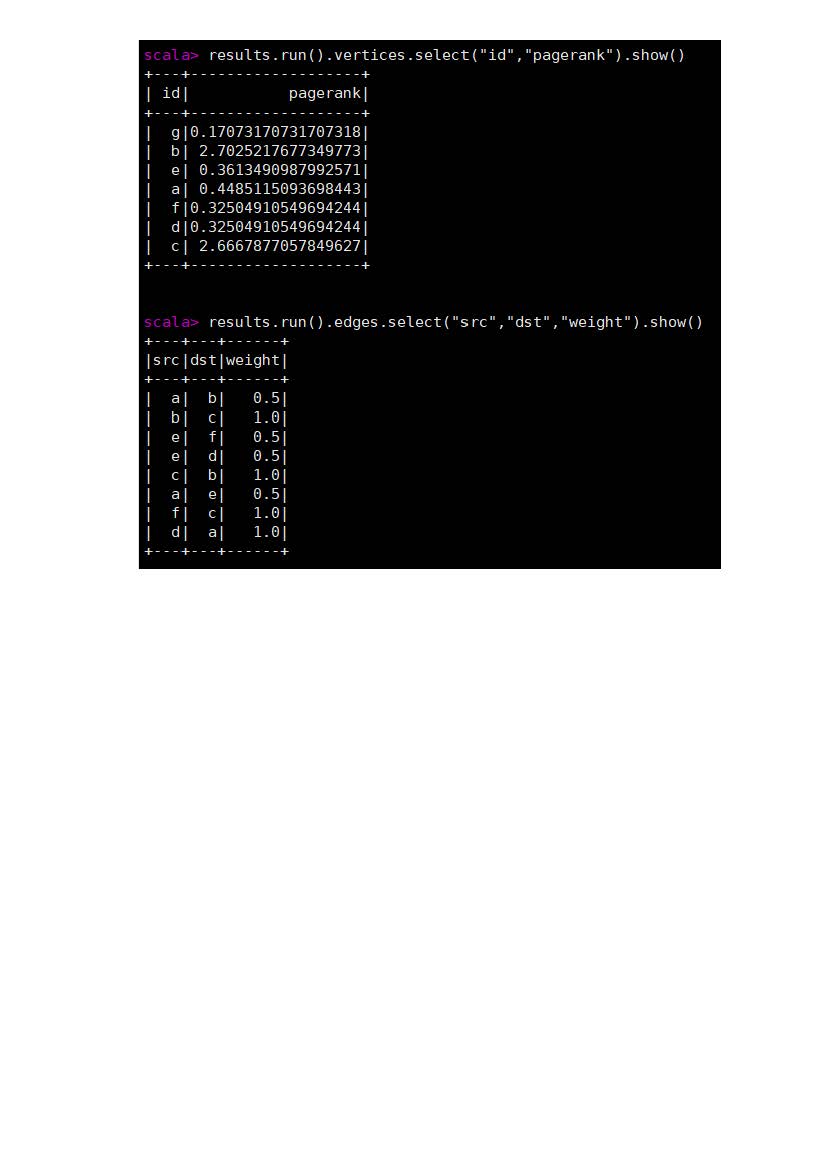 scala> results.run().vertices.select("id","pagerank").show()
+---+-------------------+
| id|           pagerank|
+---+-------------------+
|  g|0.17073170731707318|
|  b| 2.7025217677349773|
|  e| 0.3613490987992571|
|  a| 0.4485115093698443|
|  f|0.32504910549694244|
|  d|0.32504910549694244|
|  c| 2.6667877057849627|
+---+-------------------+
scala> results.run().edges.select("src","dst","weight").show()
+---+---+------+
|src|dst|weight|
+---+---+------+
|  a|  b|   0.5|
|  b|  c|   1.0|
|  e|  f|   0.5|
|  e|  d|   0.5|
|  c|  b|   1.0|
|  a|  e|   0.5|
|  f|  c|   1.0|
|  d|  a|   1.0|
+---+---+------+